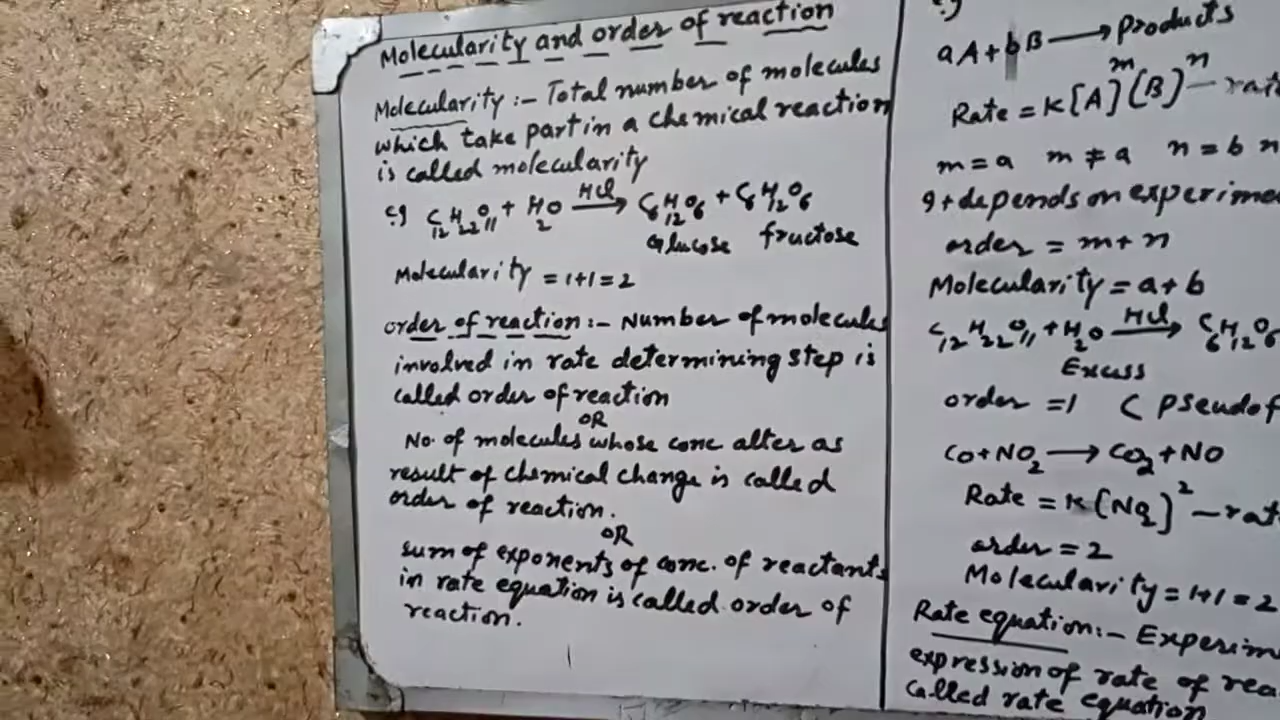 Molecularity and order of reaction
Molecularity :- Total number of molecules
which take part in a chemical reaction
is called molecularity
e.g C₁₂H₂₂O₁₁ + H₂O —HCl→ C₆H₁₂O₆ + C₆H₁₂O₆
Glucose fructose
Molecularity = 1+1 = 2
order of reaction :- Number of molecules
involved in rate determining step is
called order of reaction
OR
No. of molecules whose conc alter as
result of chemical change is called
order of reaction.
OR
sum of exponents of conc. of reactants
in rate equation is called order of
reaction.
aA + bB ⟶ Products
Rate = K[A]ᵐ[B]ⁿ — rat
m = a m ≠ a n = b n
It depends on experime
order = m + n
Molecularity = a + b
C₁₂H₂₂O₁₁ + H₂O —HCl→ C₆H₁₂O₆
Excess
order = 1 ( Pseudo f
CO + NO₂ ⟶ CO₂ + NO
Rate = K[NO₂]² — rat
order = 2
Molecularity = 1+1 = 2
Rate equation :- Experim
expression of rate of rea
called rate equation